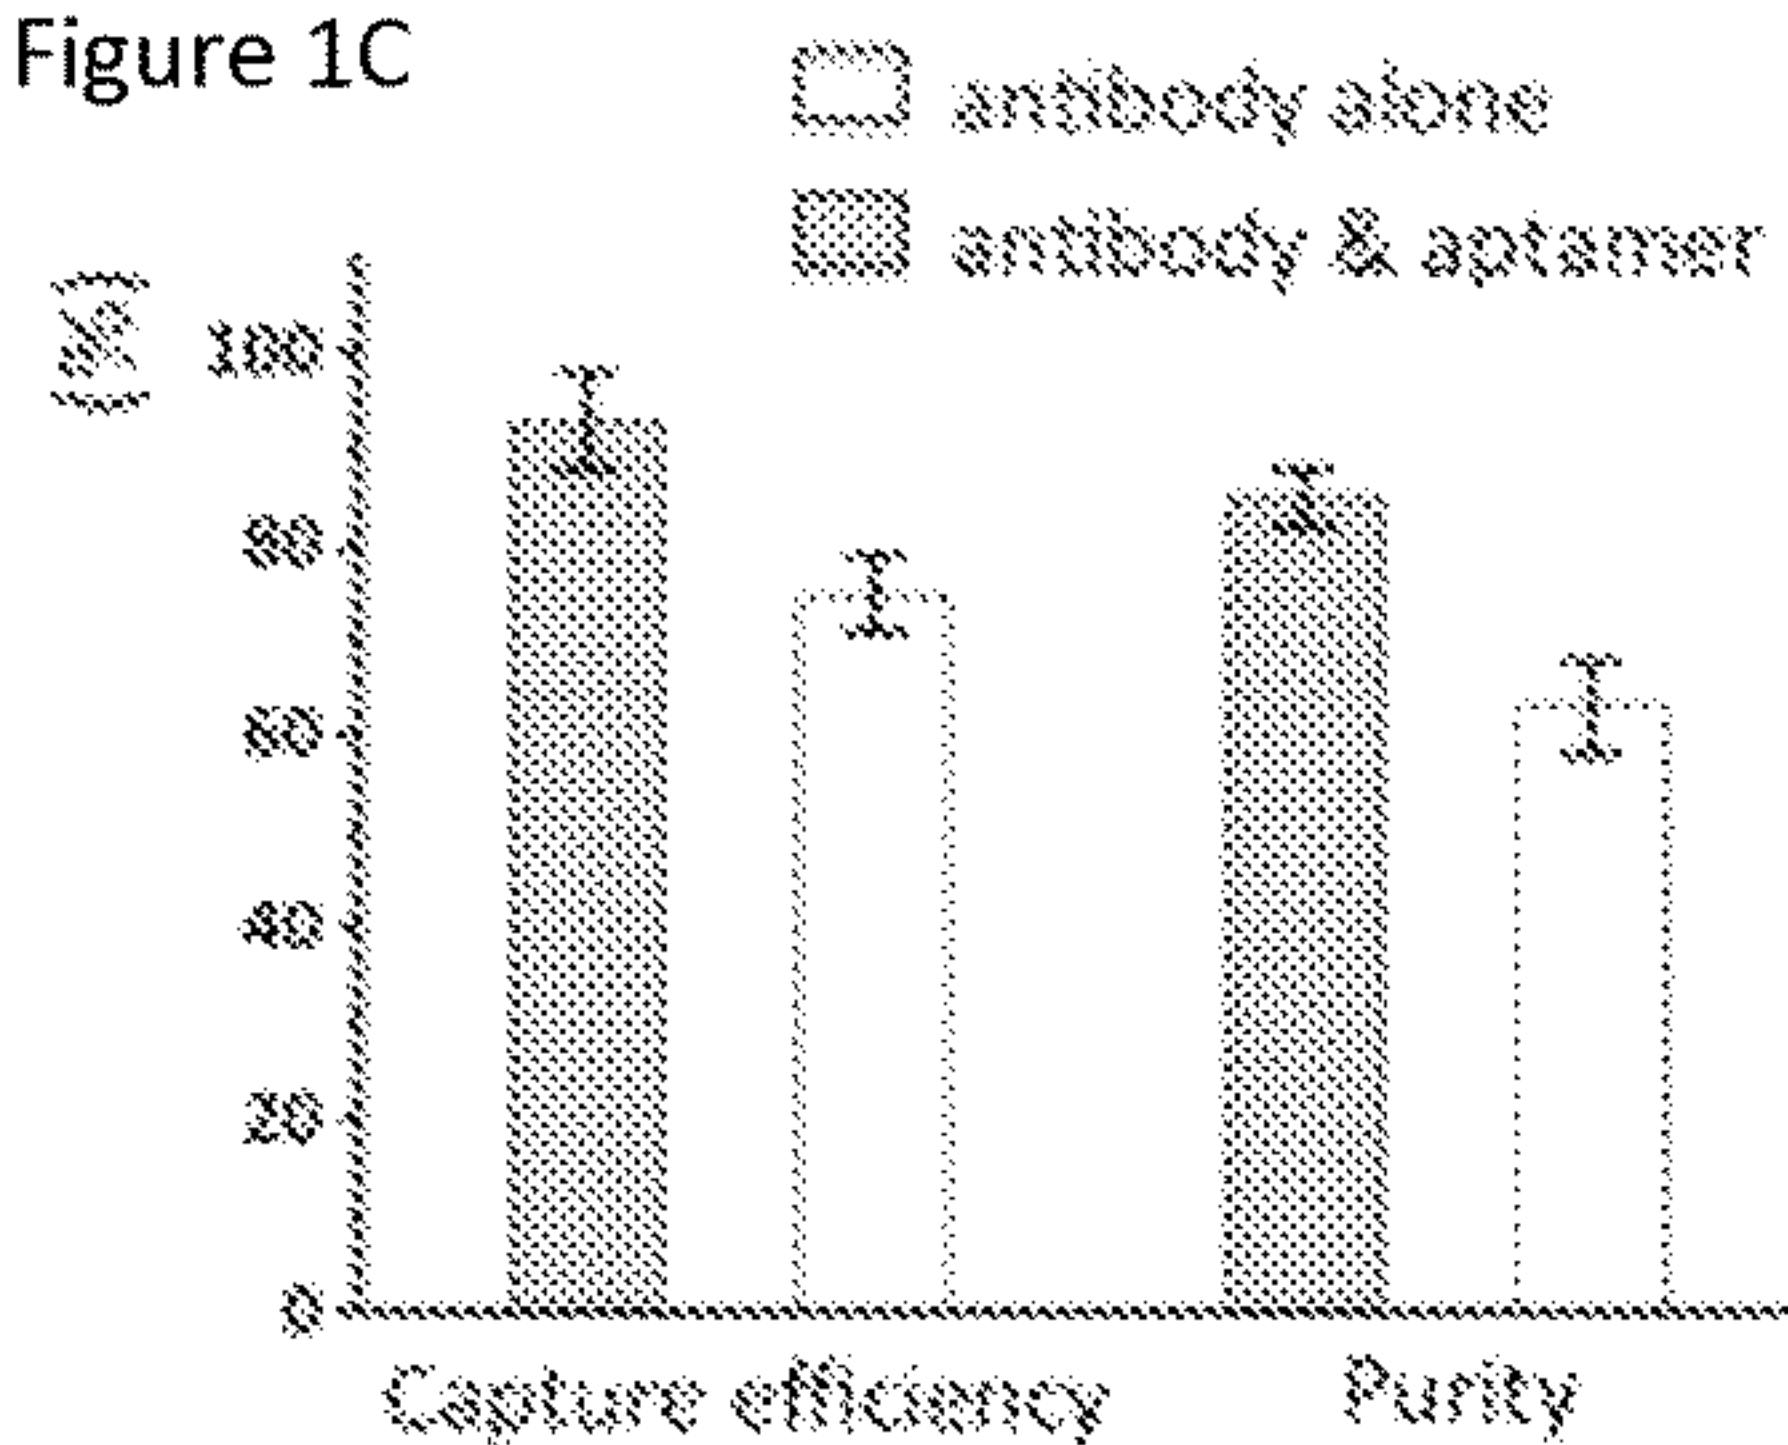 Figure 1C
antibody alone
antibody & aptamer
(%)
100
80
60
40
20
0
Capture efficiency
Purity